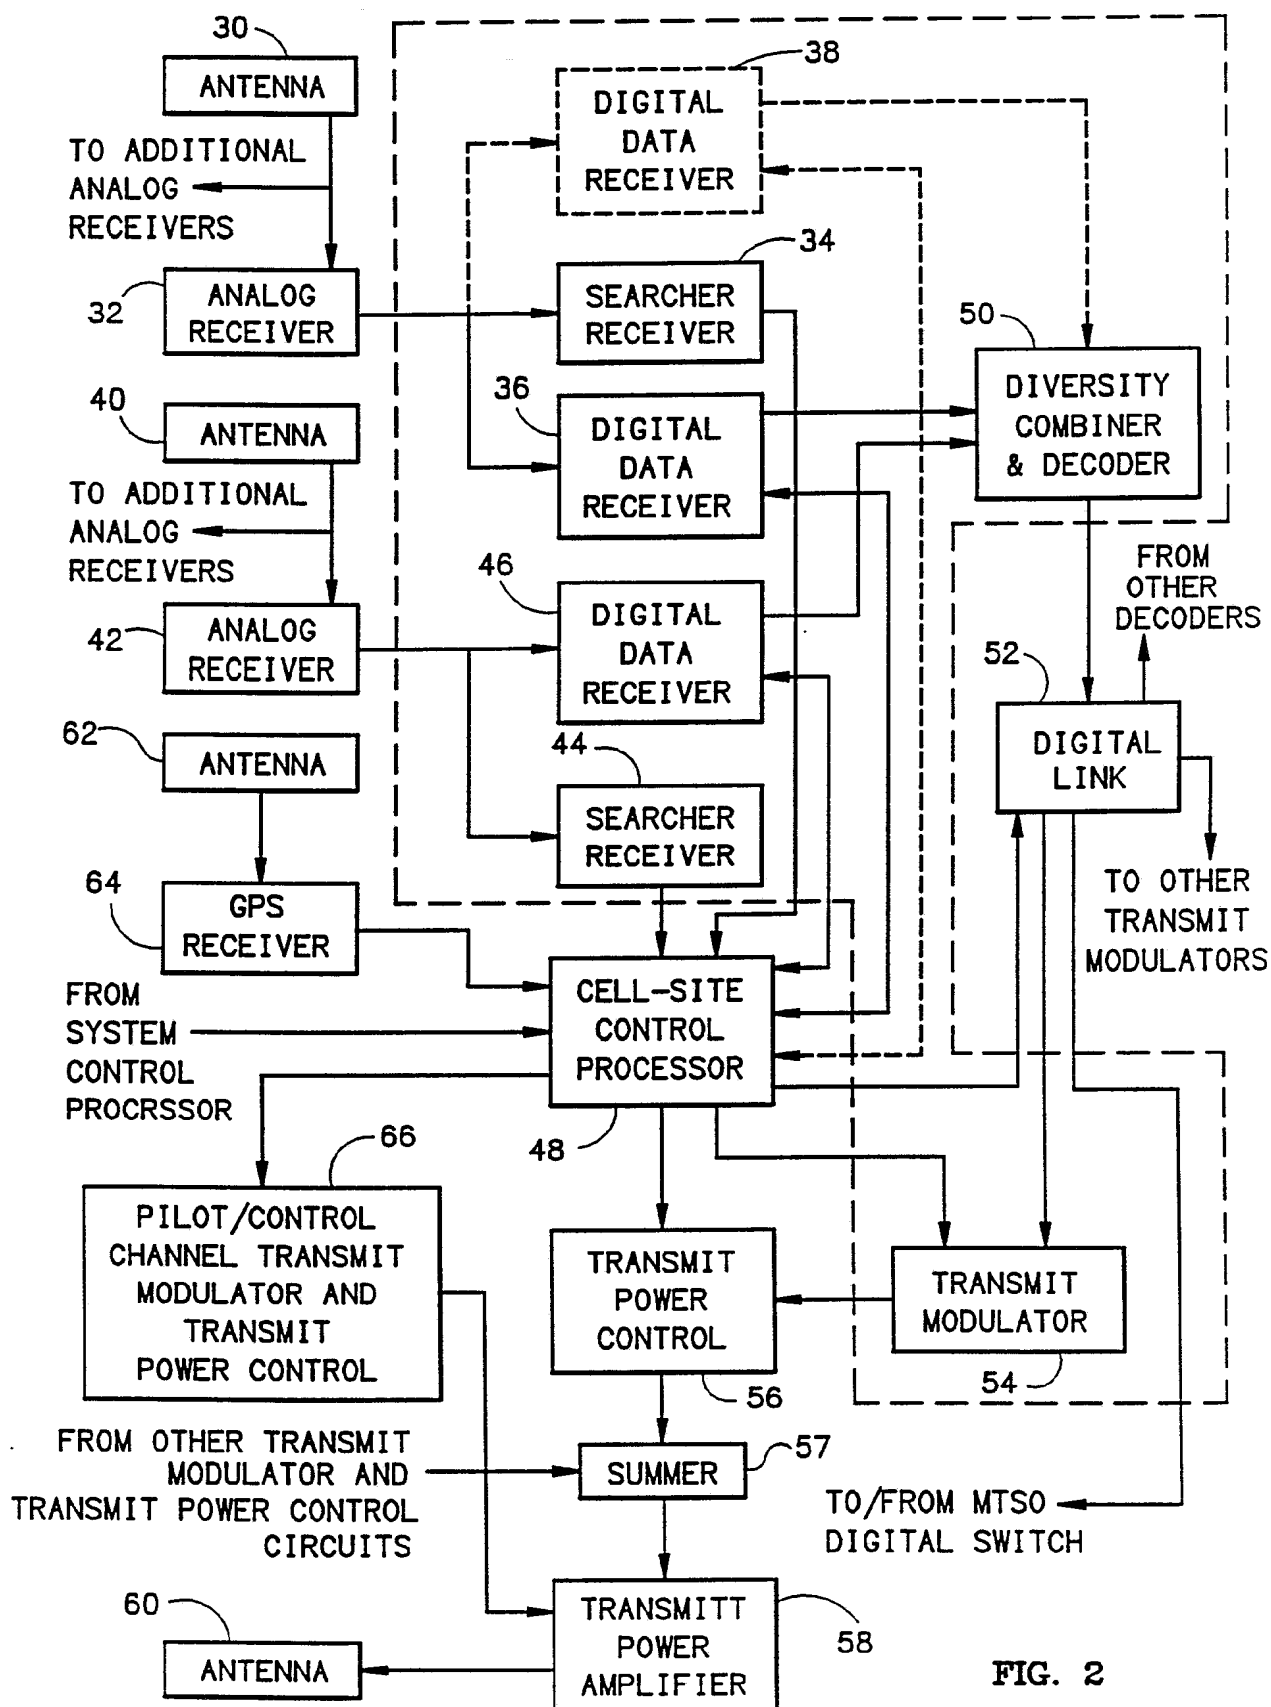 30
ANTENNA
TO ADDITIONAL
ANALOG
RECEIVERS
32
ANALOG
RECEIVER
38
DIGITAL
DATA
RECEIVER
34
SEARCHER
RECEIVER
50
DIVERSITY
COMBINER
& DECODER
36
DIGITAL
DATA
RECEIVER
40
ANTENNA
TO ADDITIONAL
ANALOG
RECEIVERS
42
ANALOG
RECEIVER
46
DIGITAL
DATA
RECEIVER
FROM
OTHER
DECODERS
52
DIGITAL
LINK
62
ANTENNA
44
SEARCHER
RECEIVER
TO OTHER
TRANSMIT
MODULATORS
64
GPS
RECEIVER
FROM
SYSTEM
CONTROL
PROCRSSOR
CELL-SITE
CONTROL
PROCESSOR
48
66
PILOT/CONTROL
CHANNEL TRANSMIT
MODULATOR AND
TRANSMIT
POWER CONTROL
TRANSMIT
POWER
CONTROL
56
TRANSMIT
MODULATOR
54
FROM OTHER TRANSMIT
MODULATOR AND
TRANSMIT POWER CONTROL
CIRCUITS
57
SUMMER
TO/FROM MTSO
DIGITAL SWITCH
60
ANTENNA
TRANSMITT
POWER
AMPLIFIER
58
FIG. 2